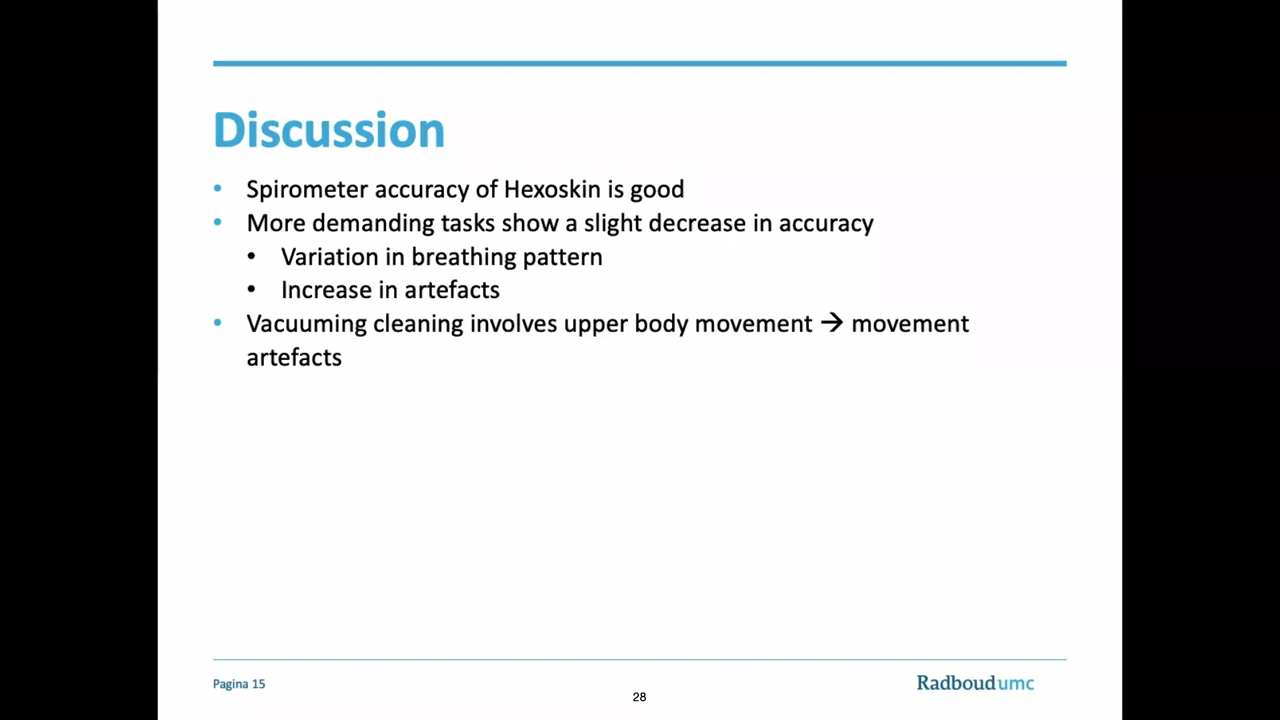 Discussion
• Spirometer accuracy of Hexoskin is good
• More demanding tasks show a slight decrease in accuracy
• Variation in breathing pattern
• Increase in artefacts
• Vacuuming cleaning involves upper body movement → movement
artefacts
Pagina 15
28
Radboudumc